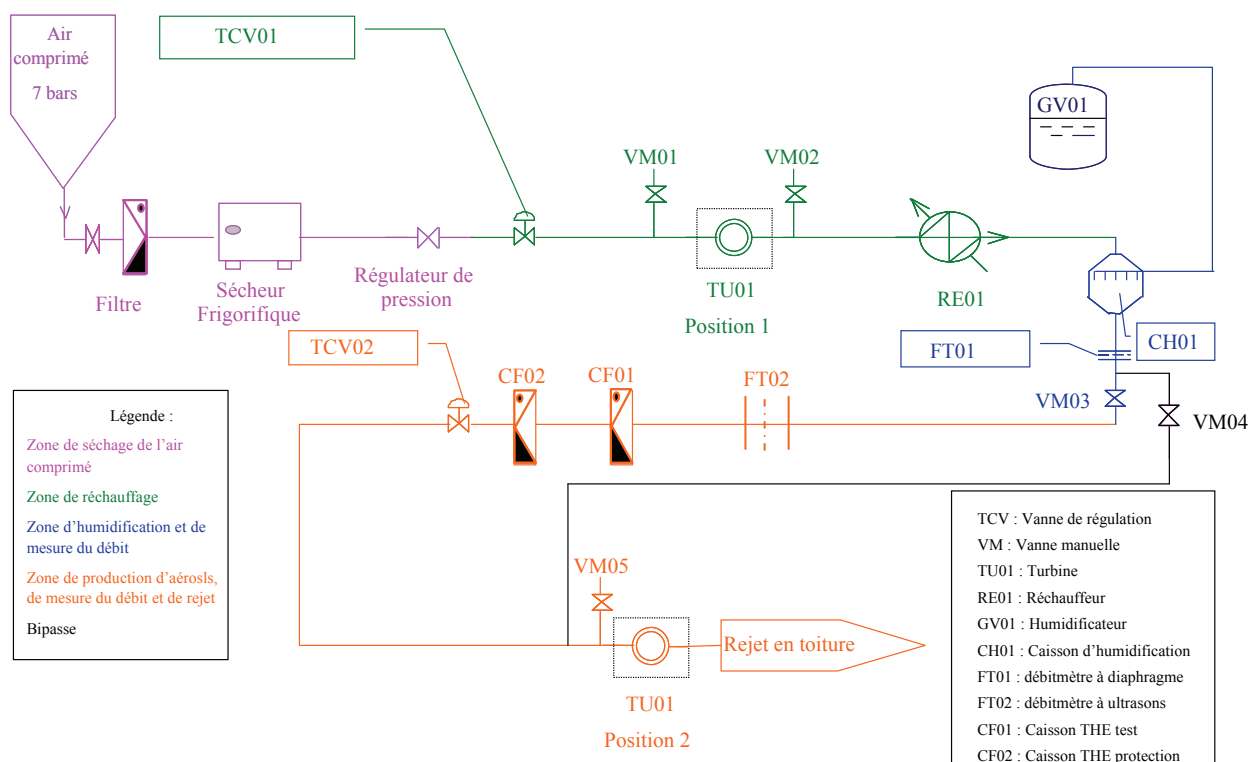 Air
comprimé
7 bars
TCV01
GV01
VM01
VM02
Filtre
Sécheur
Frigorifique
Régulateur de
pression
TU01
Position 1
RE01
CH01
FT01
TCV02
CF02
CF01
FT02
VM03
VM04
Légende :
Zone de séchage de l'air
comprimé
Zone de réchauffage
Zone d'humidification et de
mesure du débit
Zone de production d'aérosls,
de mesure du débit et de rejet
Bipasse
VM05
Rejet en toiture
TU01
Position 2
TCV : Vanne de régulation
VM : Vanne manuelle
TU01 : Turbine
RE01 : Réchauffeur
GV01 : Humidificateur
CH01 : Caisson d'humidification
FT01 : débitmètre à diaphragme
FT02 : débitmètre à ultrasons
CF01 : Caisson THE test
CF02 : Caisson THE protection